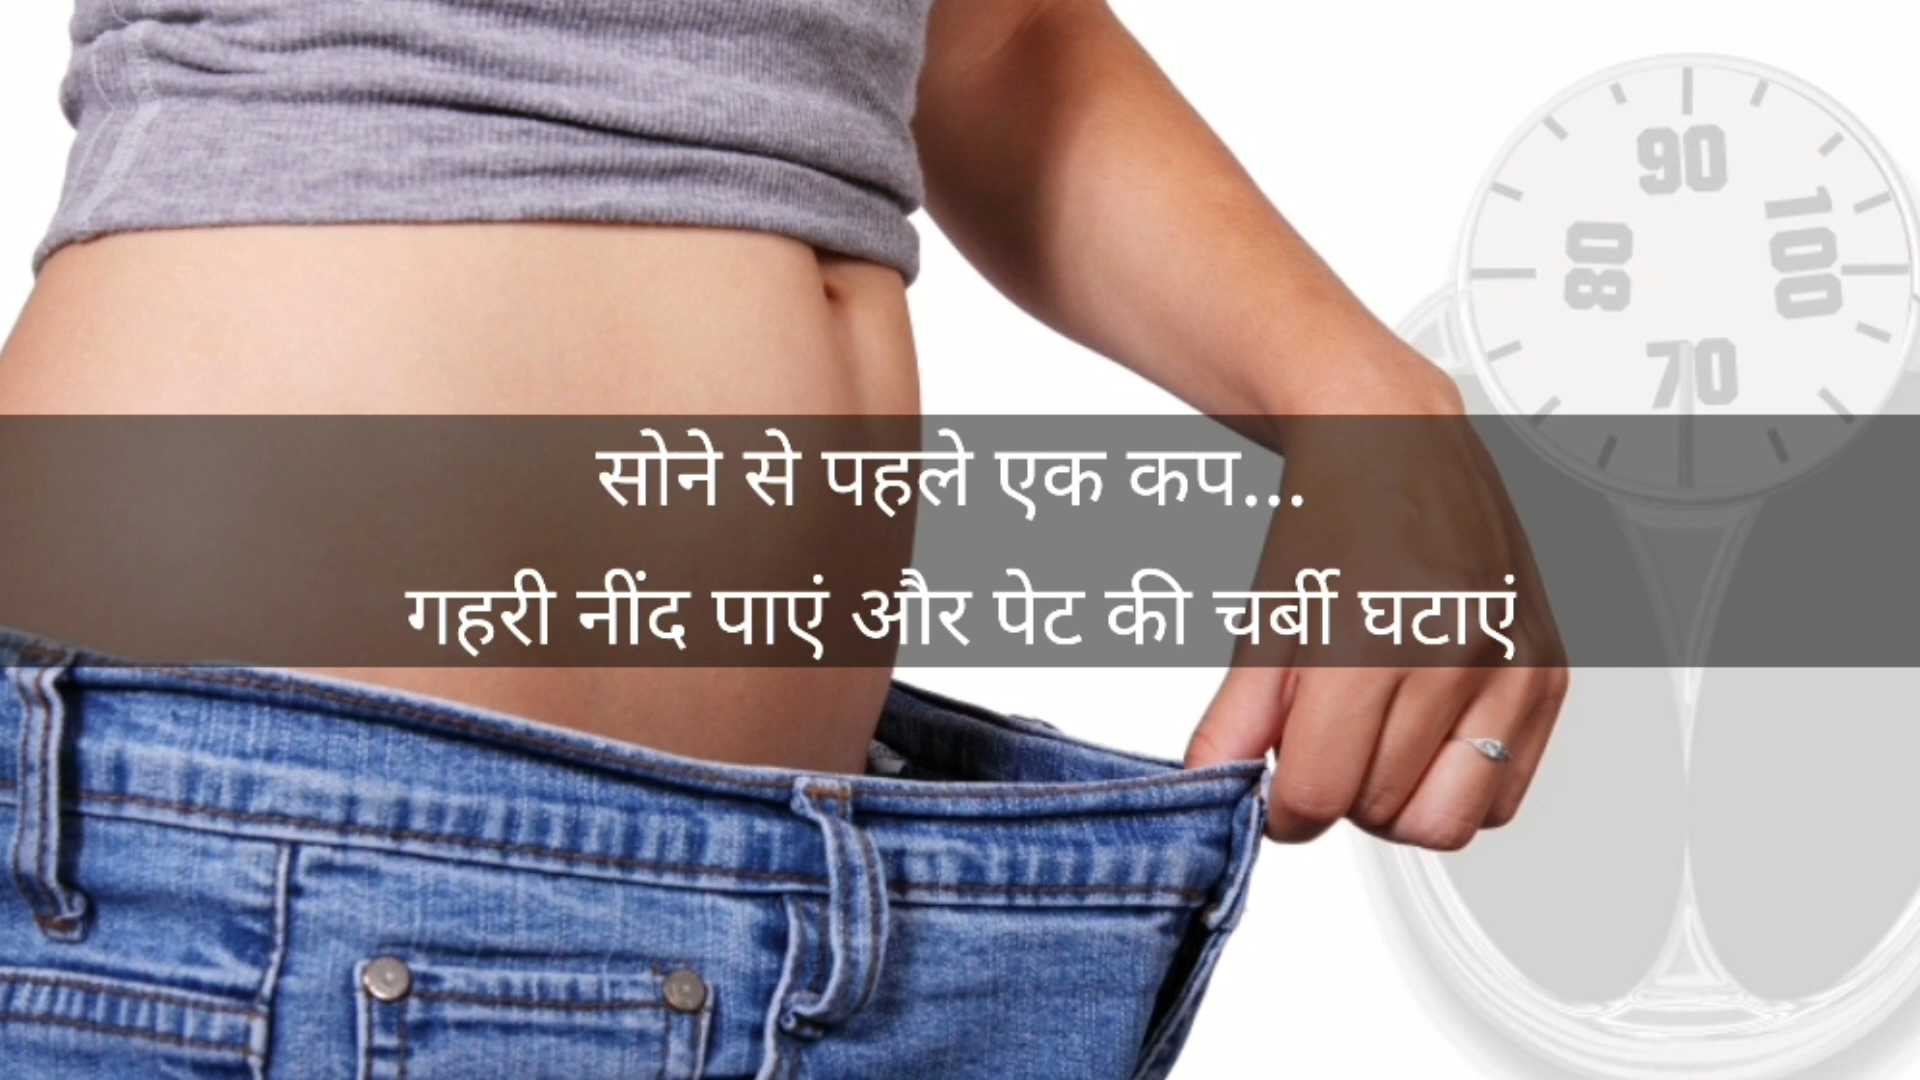 90
100
80
70
सोने से पहले एक कप...
गहरी नींद पाएं और पेट की चर्बी घटाएं